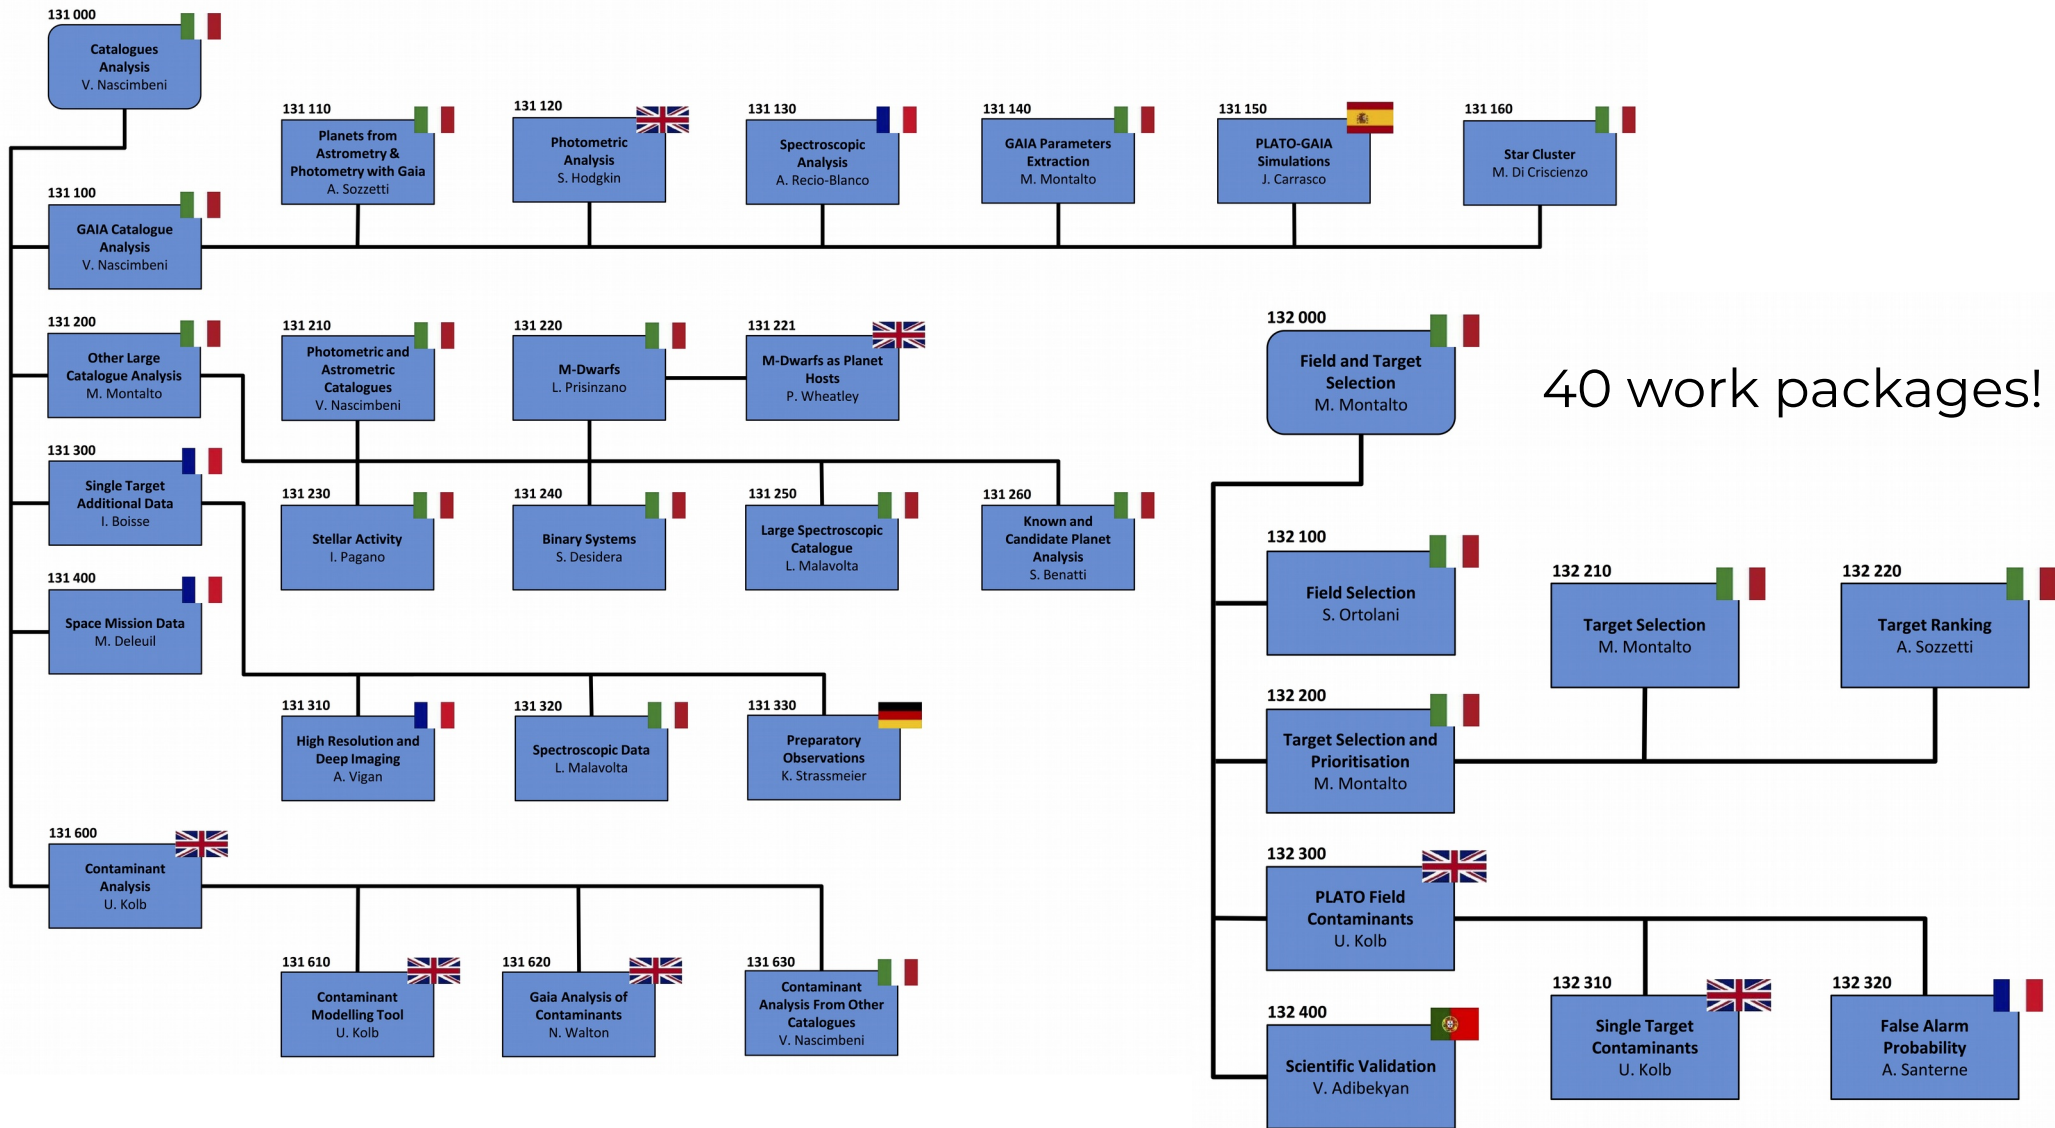 131 000
Catalogues
Analysis
V. Nascimbeni
131 110
Planets from
Astrometry &
Photometry with Gaia
A. Sozzetti
131 120
Photometric
Analysis
S. Hodgkin
131 130
Spectroscopic
Analysis
A. Recio-Blanco
131 140
GAIA Parameters
Extraction
M. Montalto
131 150
PLATO-GAIA
Simulations
J. Carrasco
131 160
Star Cluster
M. Di Criscienzo
131 100
GAIA Catalogue
Analysis
V. Nascimbeni
131 200
Other Large
Catalogue Analysis
M. Montalto
131 210
Photometric and
Astrometric
Catalogues
V. Nascimbeni
131 220
M-Dwarfs
L. Prisinzano
131 221
M-Dwarfs as Planet
Hosts
P. Wheatley
131 300
Single Target
Additional Data
I. Boisse
131 230
Stellar Activity
I. Pagano
131 240
Binary Systems
S. Desidera
131 250
Large Spectroscopic
Catalogue
L. Malavolta
131 260
Known and
Candidate Planet
Analysis
S. Benatti
131 400
Space Mission Data
M. Deleuil
131 310
High Resolution and
Deep Imaging
A. Vigan
131 320
Spectroscopic Data
L. Malavolta
131 330
Preparatory
Observations
K. Strassmeier
131 600
Contaminant
Analysis
U. Kolb
131 610
Contaminant
Modelling Tool
U. Kolb
131 620
Gaia Analysis of
Contaminants
N. Walton
131 630
Contaminant
Analysis From Other
Catalogues
V. Nascimbeni
132 000
Field and Target
Selection
M. Montalto
40 work packages!
132 100
Field Selection
S. Ortolani
132 210
Target Selection
M. Montalto
132 220
Target Ranking
A. Sozzetti
132 200
Target Selection and
Prioritisation
M. Montalto
132 300
PLATO Field
Contaminants
U. Kolb
132 310
Single Target
Contaminants
U. Kolb
132 320
False Alarm
Probability
A. Santerne
132 400
Scientific Validation
V. Adibekyan